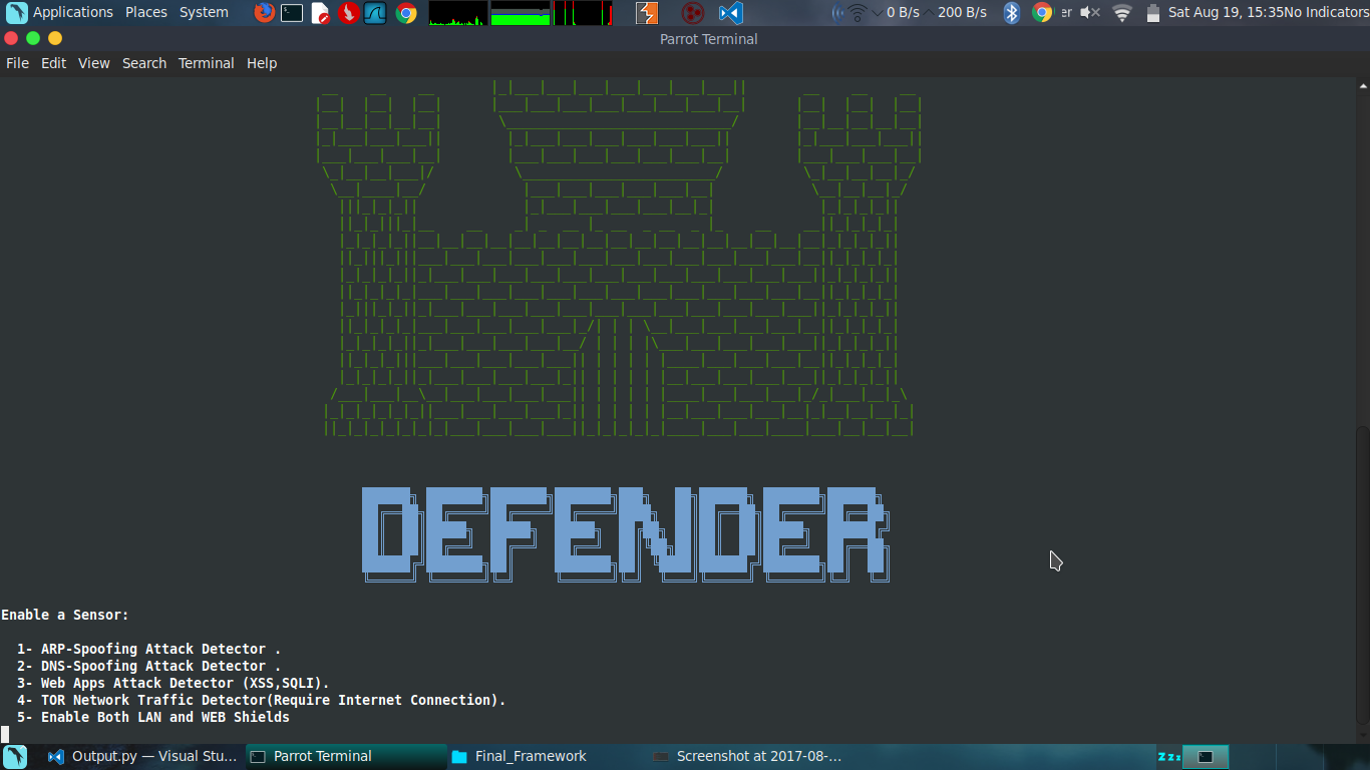 Applications Places System 0 B/s 200 B/s er Sat Aug 19, 15:35No Indicators
Parrot Terminal
File Edit View Search Terminal Help
DEFENDER
Enable a Sensor:
1- ARP-Spoofing Attack Detector .
2- DNS-Spoofing Attack Detector .
3- Web Apps Attack Detector (XSS,SQLI).
4- TOR Network Traffic Detector(Require Internet Connection).
5- Enable Both LAN and WEB Shields
Output.py — Visual Stu... Parrot Terminal Final_Framework Screenshot at 2017-08-... zzz